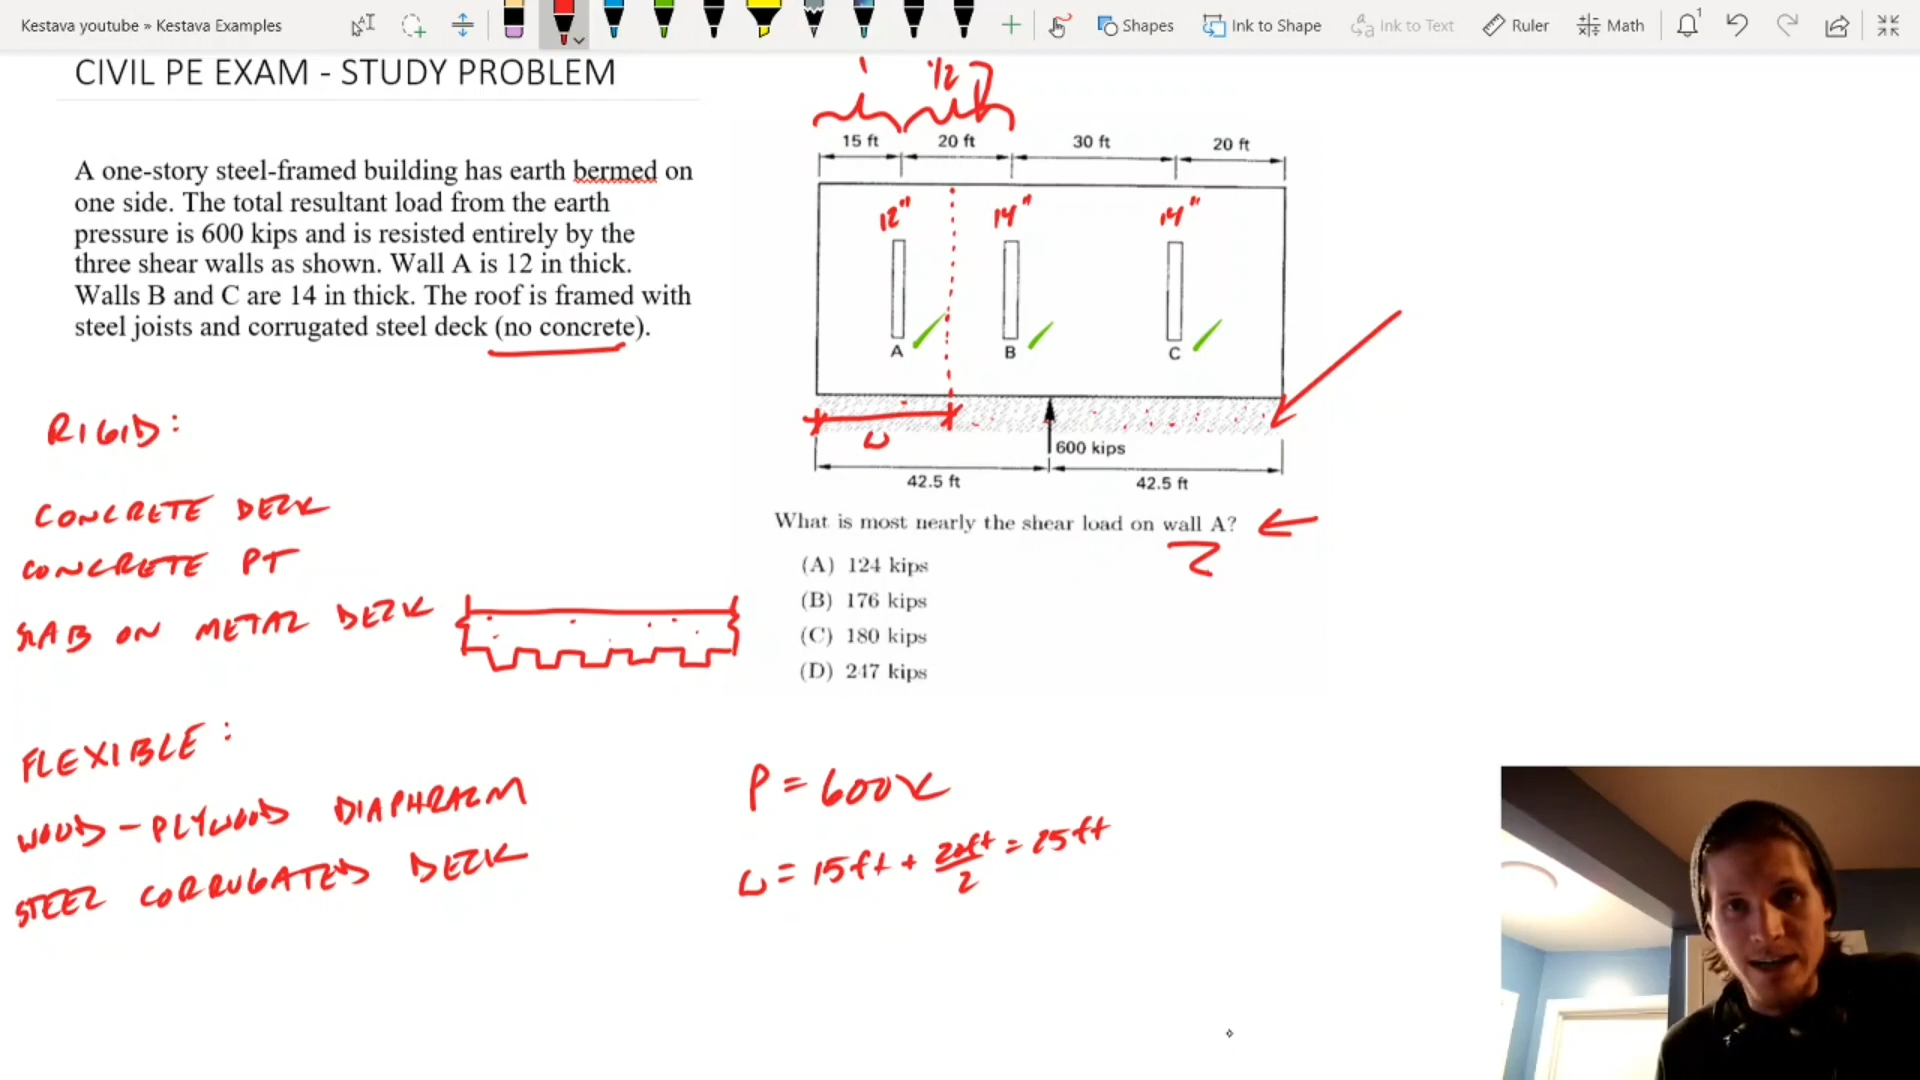 Kestava youtube » Kestava Examples
Shapes
Ink to Shape
Ink to Text
Ruler
Math
1
CIVIL PE EXAM - STUDY PROBLEM
A one-story steel-framed building has earth bermed on
one side. The total resultant load from the earth
pressure is 600 kips and is resisted entirely by the
three shear walls as shown. Wall A is 12 in thick.
Walls B and C are 14 in thick. The roof is framed with
steel joists and corrugated steel deck (no concrete).
RIGID:
CONCRETE DECK
CONCRETE PT
SLAB ON METAL DECK
FLEXIBLE:
WOOD-PLYWOOD DIAPHRAGM
STEEL CORRUGATED DECK
1/2
15 ft
20 ft
30 ft
20 ft
12"
14"
14"
A
B
C
ω
600 kips
42.5 ft
42.5 ft
What is most nearly the shear load on wall A?
(A) 124 kips
(B) 176 kips
(C) 180 kips
(D) 247 kips
P = 600K
ω = 15ft + 20ft/2 = 25ft